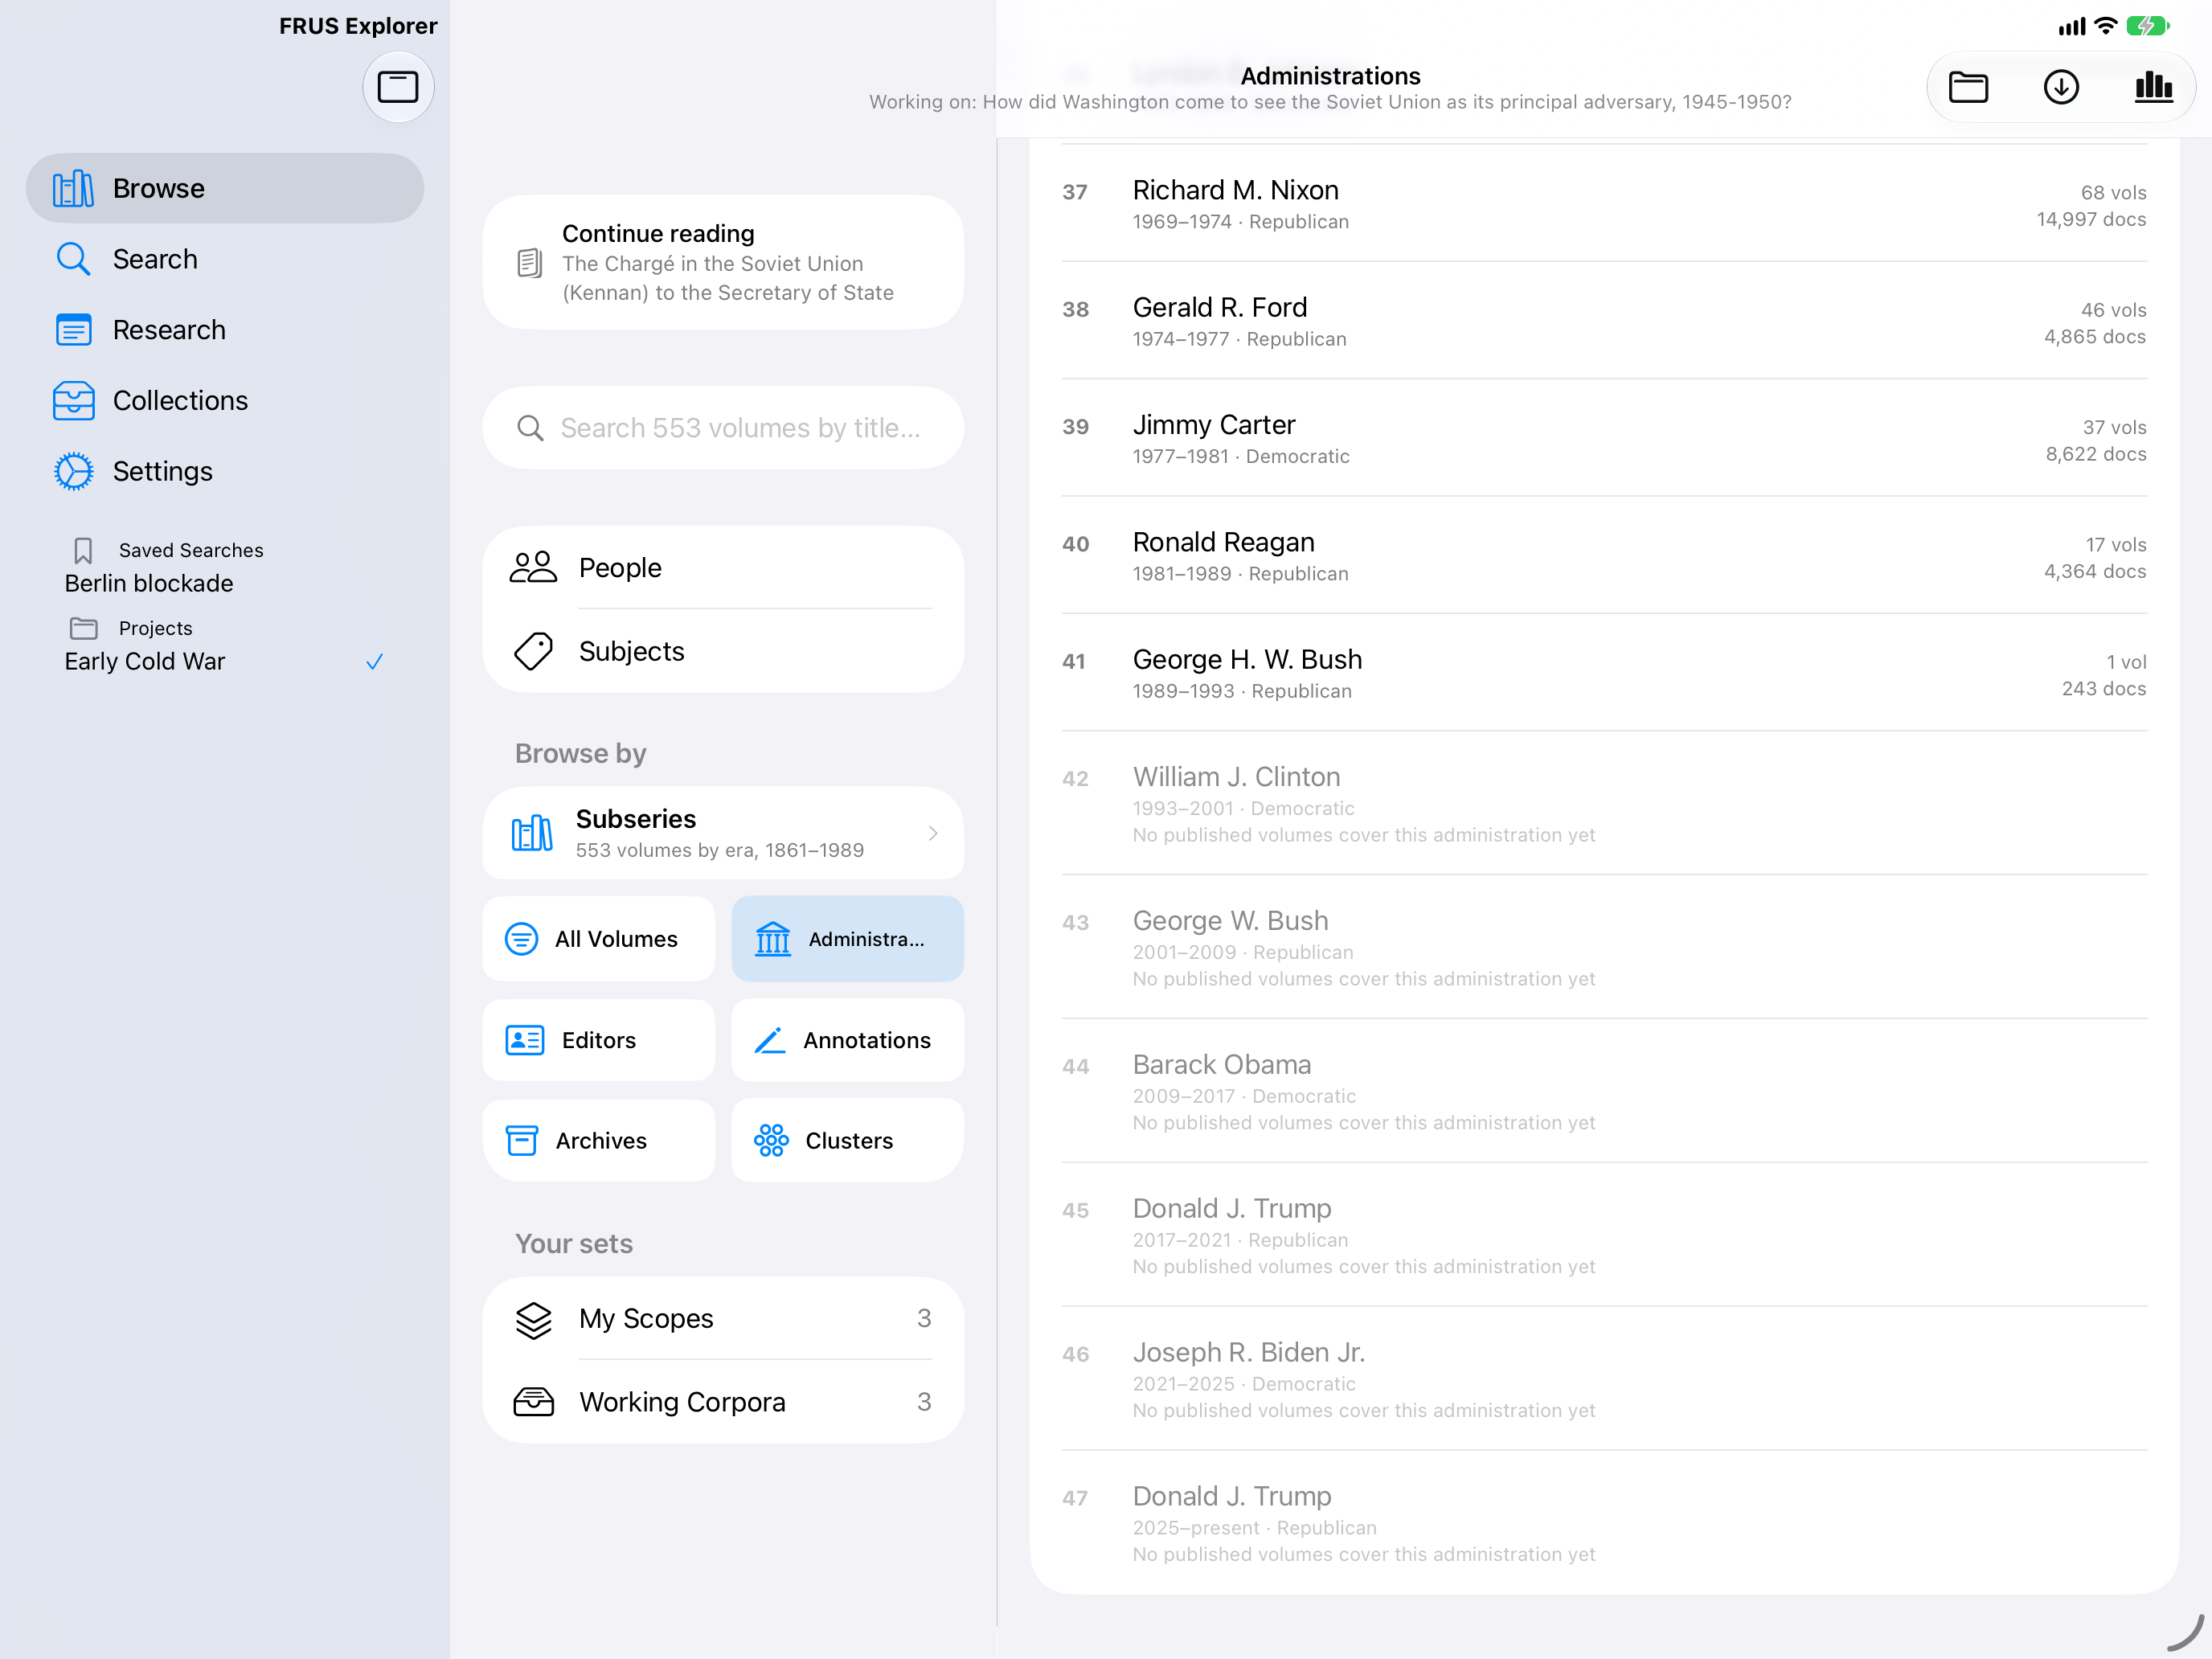 FRUS Explorer
Browse
Search
Research
Collections
Settings
Saved Searches
Berlin blockade
Projects
Early Cold War
Continue reading
The Chargé in the Soviet Union
(Kennan) to the Secretary of State
Search 553 volumes by title...
People
Subjects
Browse by
Subseries
553 volumes by era, 1861–1989
All Volumes
Administra...
Editors
Annotations
Archives
Clusters
Your sets
My Scopes 3
Working Corpora 3
Administrations
Working on: How did Washington come to see the Soviet Union as its principal adversary, 1945-1950?
37 Richard M. Nixon 68 vols
1969–1974 · Republican 14,997 docs
38 Gerald R. Ford 46 vols
1974–1977 · Republican 4,865 docs
39 Jimmy Carter 37 vols
1977–1981 · Democratic 8,622 docs
40 Ronald Reagan 17 vols
1981–1989 · Republican 4,364 docs
41 George H. W. Bush 1 vol
1989–1993 · Republican 243 docs
42 William J. Clinton
1993–2001 · Democratic
No published volumes cover this administration yet
43 George W. Bush
2001–2009 · Republican
No published volumes cover this administration yet
44 Barack Obama
2009–2017 · Democratic
No published volumes cover this administration yet
45 Donald J. Trump
2017–2021 · Republican
No published volumes cover this administration yet
46 Joseph R. Biden Jr.
2021–2025 · Democratic
No published volumes cover this administration yet
47 Donald J. Trump
2025–present · Republican
No published volumes cover this administration yet